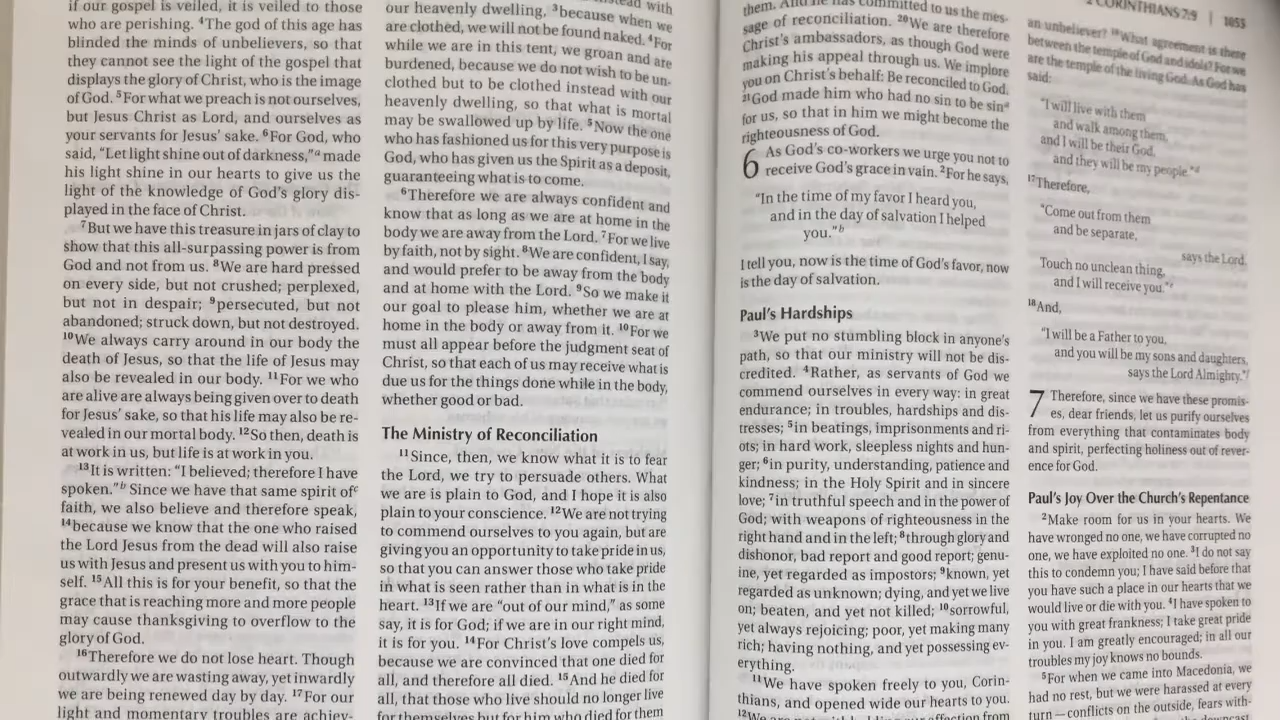 if our gospel is veiled, it is veiled to those
who are perishing. ⁴The god of this age has
blinded the minds of unbelievers, so that
they cannot see the light of the gospel that
displays the glory of Christ, who is the image
of God. ⁵For what we preach is not ourselves,
but Jesus Christ as Lord, and ourselves as
your servants for Jesus' sake. ⁶For God, who
said, “Let light shine out of darkness,”ᵃ made
his light shine in our hearts to give us the
light of the knowledge of God's glory dis-
played in the face of Christ.
⁷But we have this treasure in jars of clay to
show that this all-surpassing power is from
God and not from us. ⁸We are hard pressed
on every side, but not crushed; perplexed,
but not in despair; ⁹persecuted, but not
abandoned; struck down, but not destroyed.
¹⁰We always carry around in our body the
death of Jesus, so that the life of Jesus may
also be revealed in our body. ¹¹For we who
are alive are always being given over to death
for Jesus' sake, so that his life may also be re-
vealed in our mortal body. ¹²So then, death is
at work in us, but life is at work in you.
¹³It is written: “I believed; therefore I have
spoken.”ᵇ Since we have that same spirit ofᶜ
faith, we also believe and therefore speak,
¹⁴because we know that the one who raised
the Lord Jesus from the dead will also raise
us with Jesus and present us with you to him-
self. ¹⁵All this is for your benefit, so that the
grace that is reaching more and more people
may cause thanksgiving to overflow to the
glory of God.
¹⁶Therefore we do not lose heart. Though
outwardly we are wasting away, yet inwardly
we are being renewed day by day. ¹⁷For our
light and momentary troubles are achiev-
instead with
our heavenly dwelling, ³because when we
are clothed, we will not be found naked. ⁴For
while we are in this tent, we groan and are
burdened, because we do not wish to be un-
clothed but to be clothed instead with our
heavenly dwelling, so that what is mortal
may be swallowed up by life. ⁵Now the one
who has fashioned us for this very purpose is
God, who has given us the Spirit as a deposit,
guaranteeing what is to come.
⁶Therefore we are always confident and
know that as long as we are at home in the
body we are away from the Lord. ⁷For we live
by faith, not by sight. ⁸We are confident, I say,
and would prefer to be away from the body
and at home with the Lord. ⁹So we make it
our goal to please him, whether we are at
home in the body or away from it. ¹⁰For we
must all appear before the judgment seat of
Christ, so that each of us may receive what is
due us for the things done while in the body,
whether good or bad.
The Ministry of Reconciliation
¹¹Since, then, we know what it is to fear
the Lord, we try to persuade others. What
we are is plain to God, and I hope it is also
plain to your conscience. ¹²We are not trying
to commend ourselves to you again, but are
giving you an opportunity to take pride in us,
so that you can answer those who take pride
in what is seen rather than in what is in the
heart. ¹³If we are “out of our mind,” as some
say, it is for God; if we are in our right mind,
it is for you. ¹⁴For Christ's love compels us,
because we are convinced that one died for
all, and therefore all died. ¹⁵And he died for
all, that those who live should no longer live
for themselves but for him who died for them
2 CORINTHIANS 7:9 | 1053
them. And he has committed to us the mes-
sage of reconciliation. ²⁰We are therefore
Christ's ambassadors, as though God were
making his appeal through us. We implore
you on Christ's behalf: Be reconciled to God.
²¹God made him who had no sin to be sinᵃ
for us, so that in him we might become the
righteousness of God.
6 As God's co-workers we urge you not to
receive God's grace in vain. ²For he says,
“In the time of my favor I heard you,
and in the day of salvation I helped
you.”ᵇ
I tell you, now is the time of God's favor, now
is the day of salvation.
Paul's Hardships
³We put no stumbling block in anyone's
path, so that our ministry will not be dis-
credited. ⁴Rather, as servants of God we
commend ourselves in every way: in great
endurance; in troubles, hardships and dis-
tresses; ⁵in beatings, imprisonments and ri-
ots; in hard work, sleepless nights and hun-
ger; ⁶in purity, understanding, patience and
kindness; in the Holy Spirit and in sincere
love; ⁷in truthful speech and in the power of
God; with weapons of righteousness in the
right hand and in the left; ⁸through glory and
dishonor, bad report and good report; genu-
ine, yet regarded as impostors; ⁹known, yet
regarded as unknown; dying, and yet we live
on; beaten, and yet not killed; ¹⁰sorrowful,
yet always rejoicing; poor, yet making many
rich; having nothing, and yet possessing ev-
erything.
¹¹We have spoken freely to you, Corin-
thians, and opened wide our hearts to you.
¹²We are not withholding our affection from
an unbeliever? ¹⁶What agreement is there
between the temple of God and idols? For we
are the temple of the living God. As God has
said:
“I will live with them
and walk among them,
and I will be their God,
and they will be my people.”ᵈ
¹⁷Therefore,
“Come out from them
and be separate,
says the Lord.
Touch no unclean thing,
and I will receive you.”ᵉ
¹⁸And,
“I will be a Father to you,
and you will be my sons and daughters,
says the Lord Almighty.”ᶠ
7 Therefore, since we have these promis-
es, dear friends, let us purify ourselves
from everything that contaminates body
and spirit, perfecting holiness out of rever-
ence for God.
Paul's Joy Over the Church's Repentance
²Make room for us in your hearts. We
have wronged no one, we have corrupted no
one, we have exploited no one. ³I do not say
this to condemn you; I have said before that
you have such a place in our hearts that we
would live or die with you. ⁴I have spoken to
you with great frankness; I take great pride
in you. I am greatly encouraged; in all our
troubles my joy knows no bounds.
⁵For when we came into Macedonia, we
had no rest, but we were harassed at every
turn—conflicts on the outside, fears with-